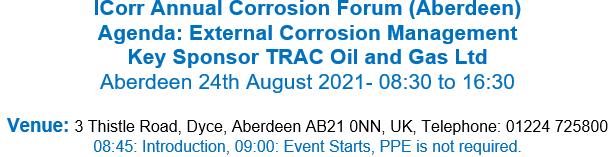 ICorr Annual Corrosion Forum (Aberdeen)
Agenda: External Corrosion Management
Key Sponsor TRAC Oil and Gas Ltd
Aberdeen 24th August 2021- 08:30 to 16:30
Venue: 3 Thistle Road, Dyce, Aberdeen AB21 0NN, UK, Telephone: 01224 725800
08:45: Introduction, 09:00: Event Starts, PPE is not required.